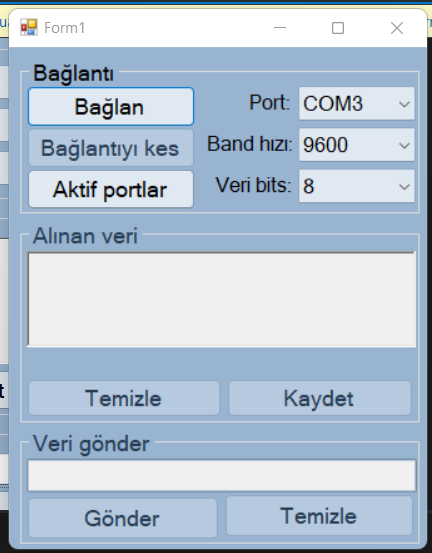 Form1
Bağlantı
Bağlan
Port: COM3
Bağlantıyı kes
Band hızı: 9600
Aktif portlar
Veri bits: 8
Alınan veri
Temizle
Kaydet
Veri gönder
Gönder
Temizle